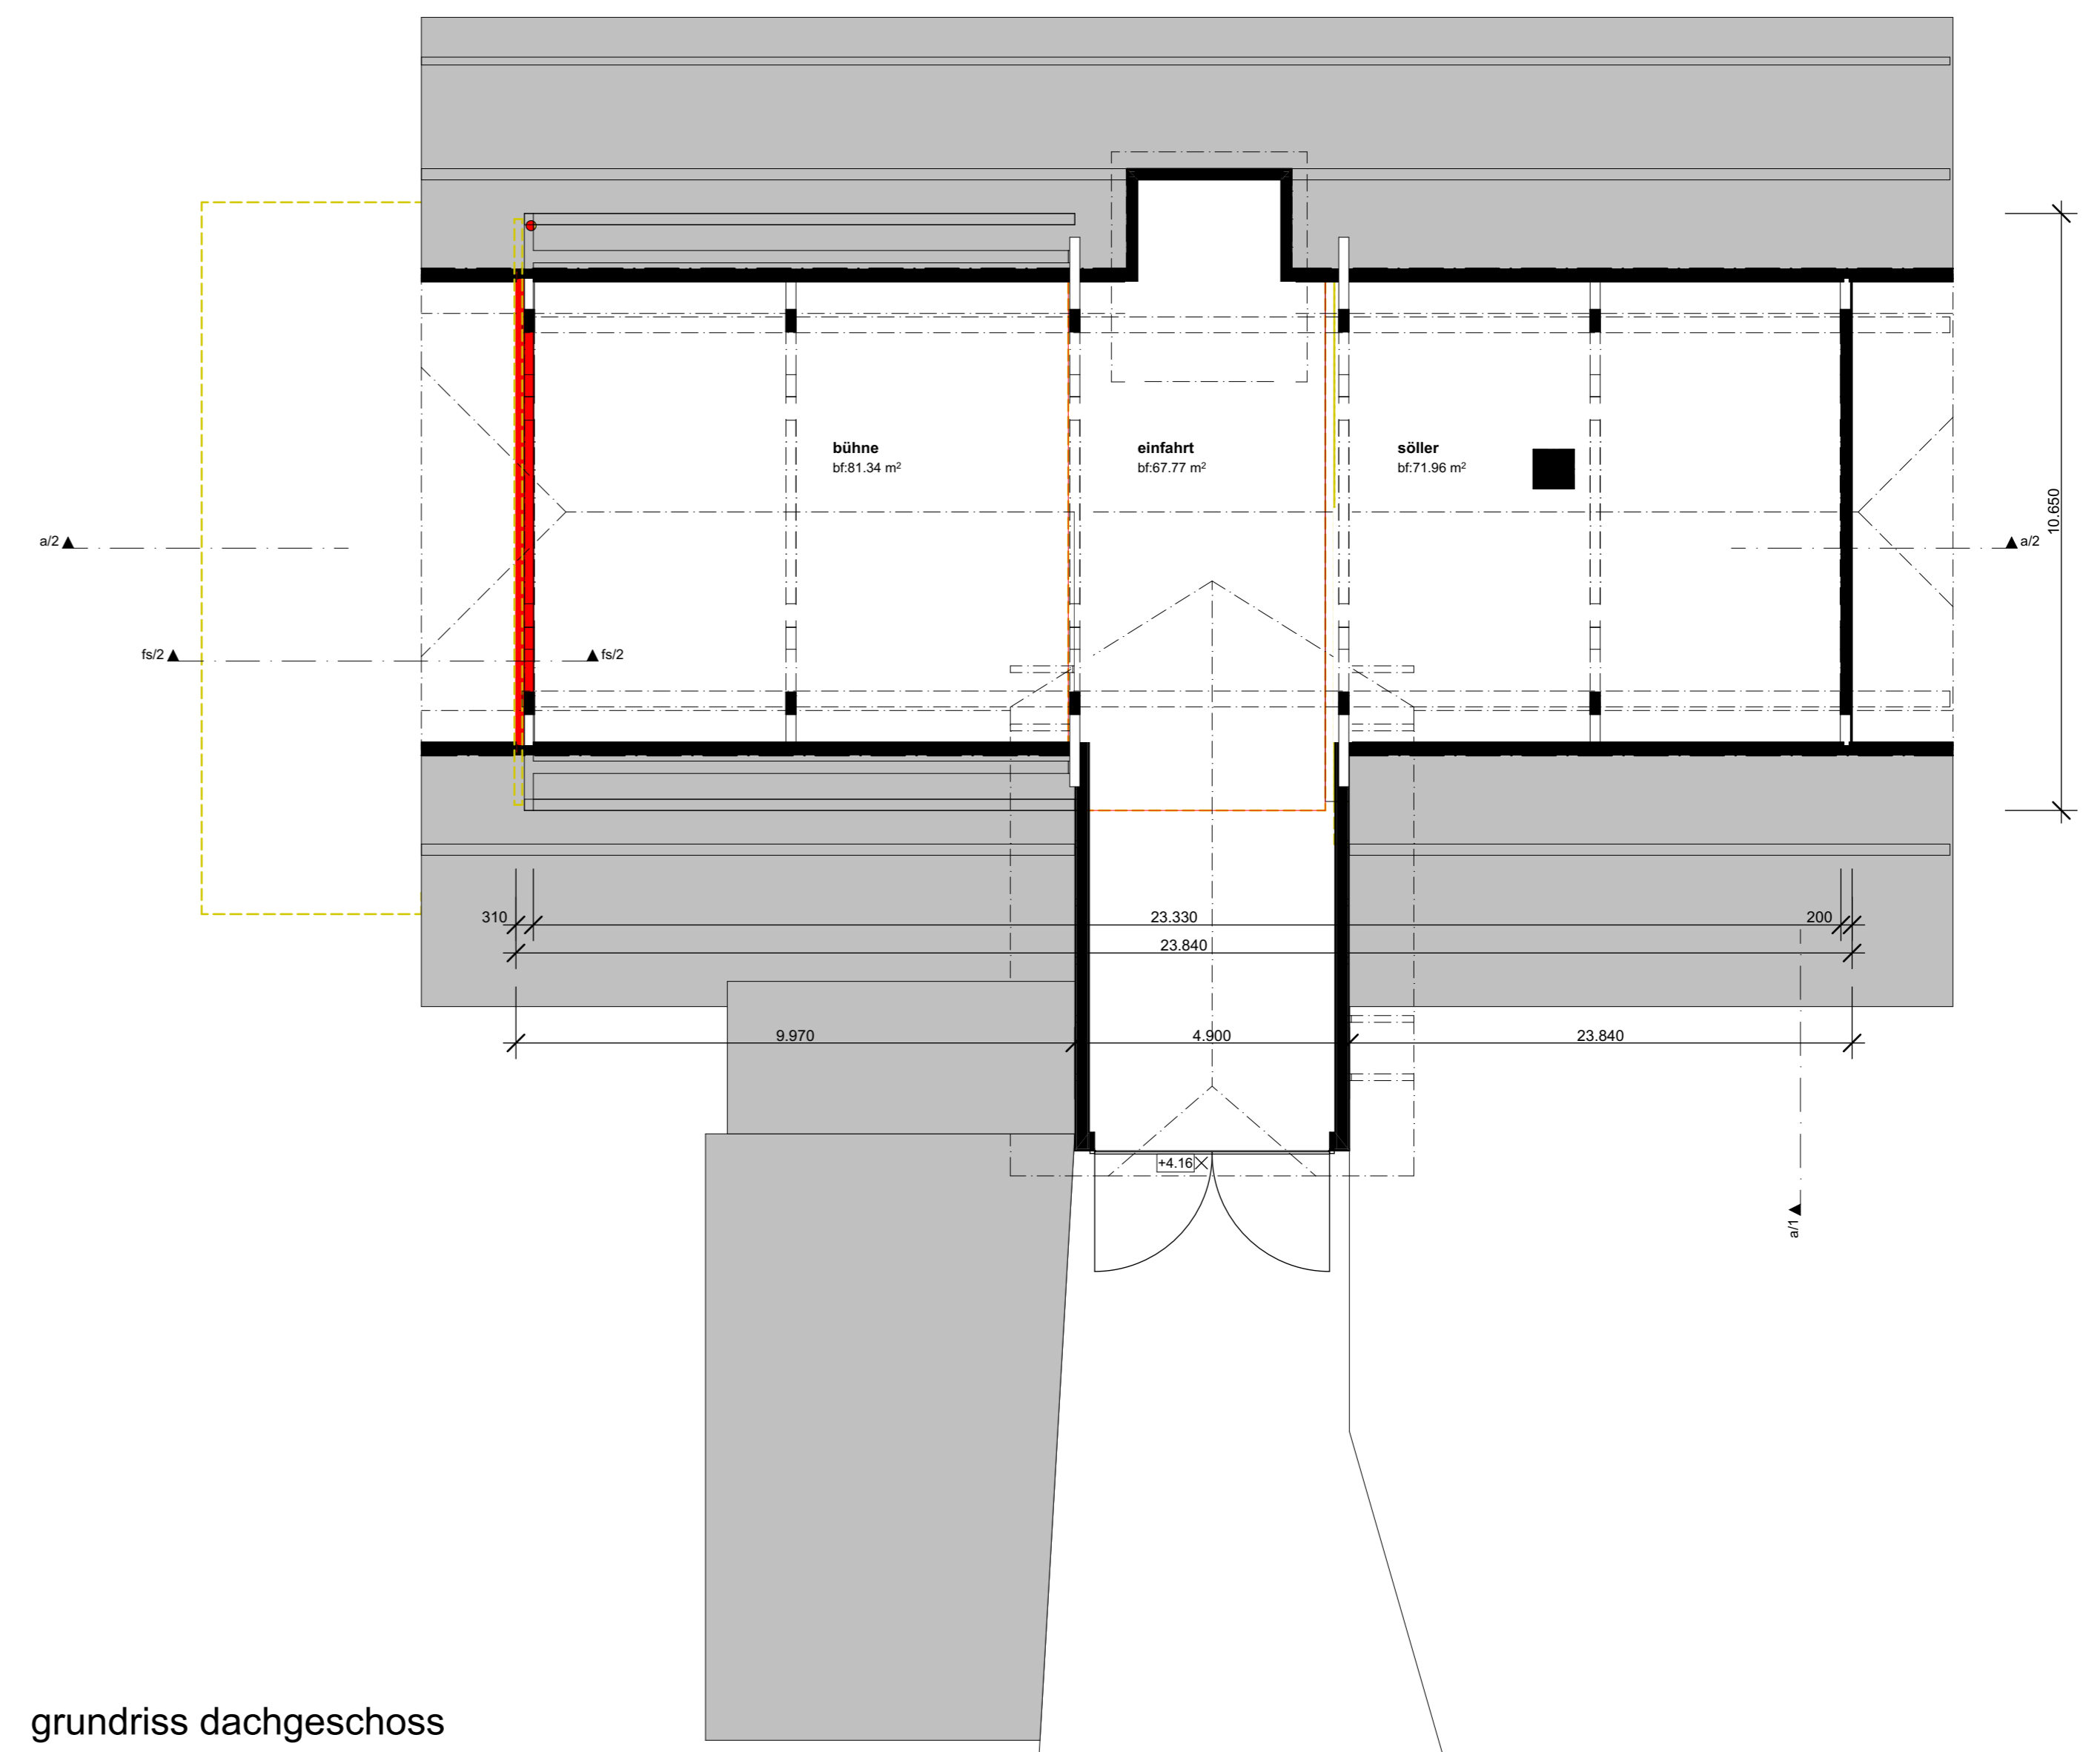 bühne
bf:81.34 m²
einfahrt
bf:67.77 m²
söller
bf:71.96 m²
10.650
a/2
a/2
fs/2
fs/2
310
23.330
200
23.840
9.970
4.900
23.840
+4.16
a/1
grundriss dachgeschoss